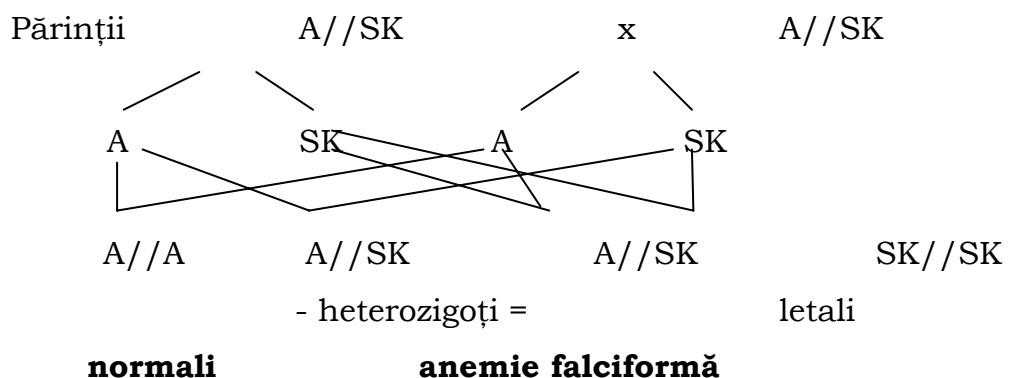 Părinții A//SK x A//SK
A SK A SK
A//A A//SK A//SK SK//SK
- heterozigoți = letali
normali anemie falciformă